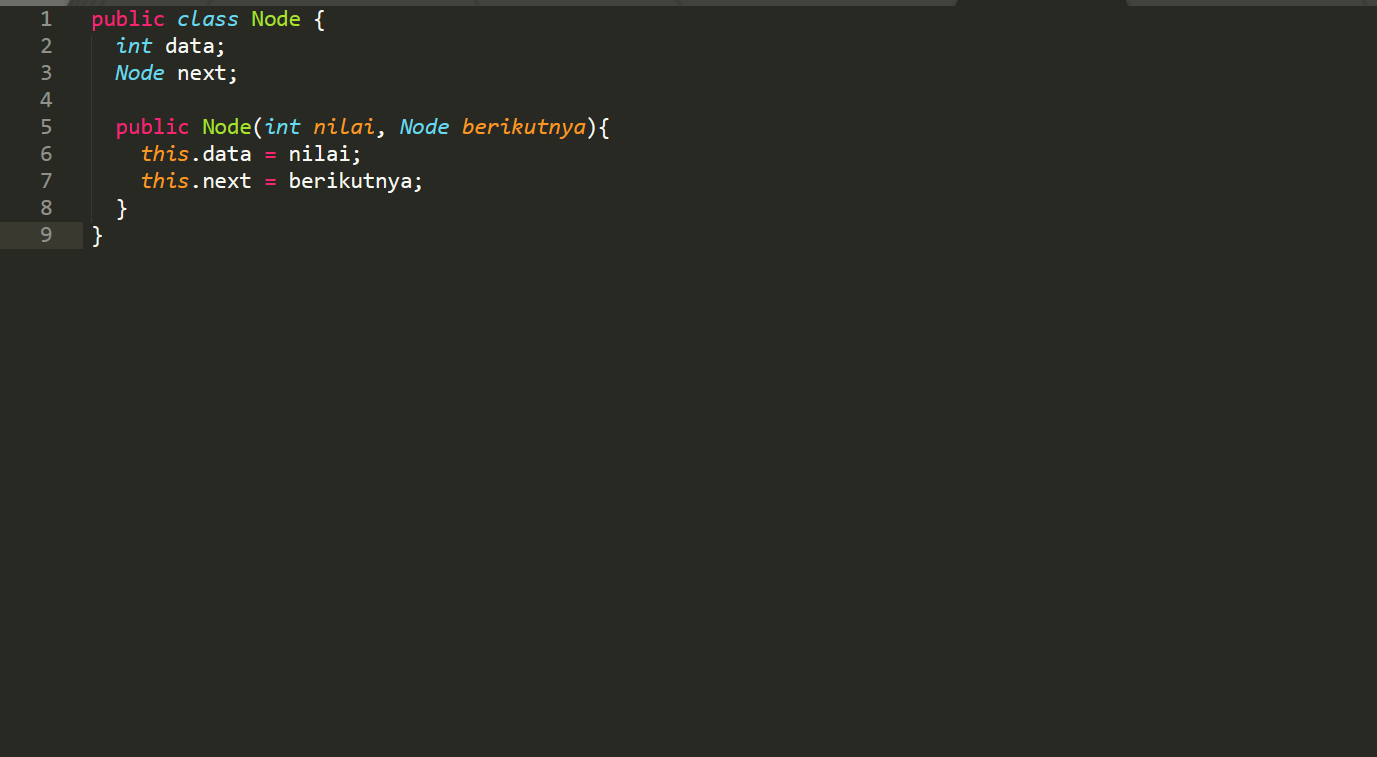 1 public class Node {
2   int data;
3   Node next;
4
5   public Node(int nilai, Node berikutnya){
6     this.data = nilai;
7     this.next = berikutnya;
8   }
9 }